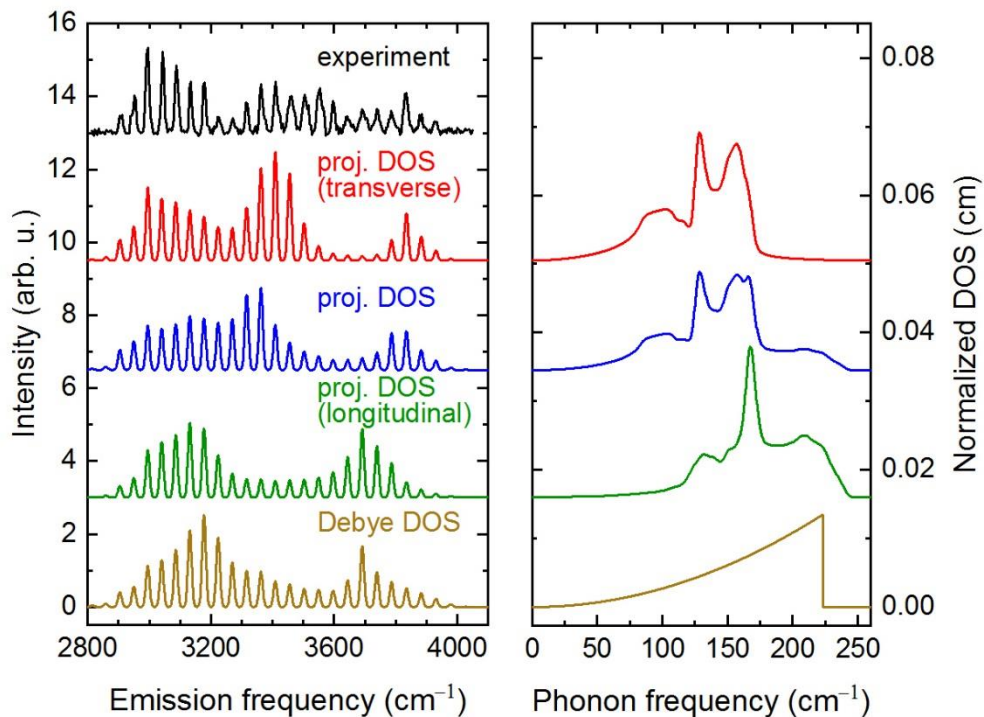 16
14
12
10
8
6
4
2
0
Intensity (arb. u.)
experiment
proj. DOS
(transverse)
proj. DOS
proj. DOS
(longitudinal)
Debye DOS
2800 3200 3600 4000
Emission frequency (cm⁻¹)
0.08
0.06
0.04
0.02
0.00
Normalized DOS (cm)
0 50 100 150 200 250
Phonon frequency (cm⁻¹)